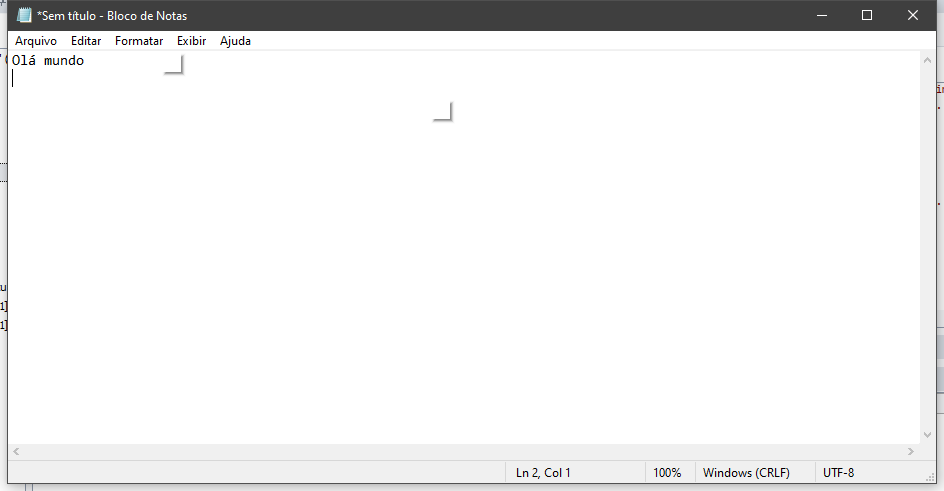 *Sem título - Bloco de Notas
Arquivo Editar Formatar Exibir Ajuda
Olá mundo
Ln 2, Col 1 100% Windows (CRLF) UTF-8